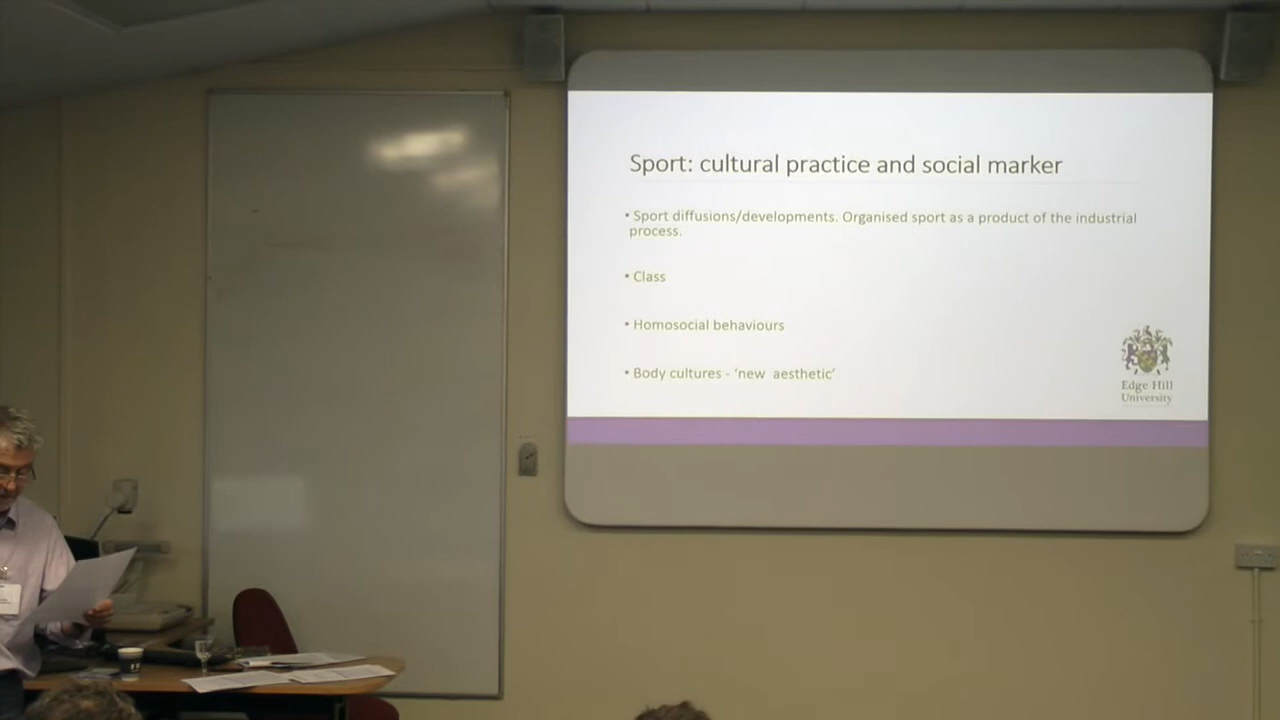 Sport: cultural practice and social marker
• Sport diffusions/developments. Organised sport as a product of the industrial
process.
• Class
• Homosocial behaviours
• Body cultures - ‘new aesthetic’
Edge Hill
University